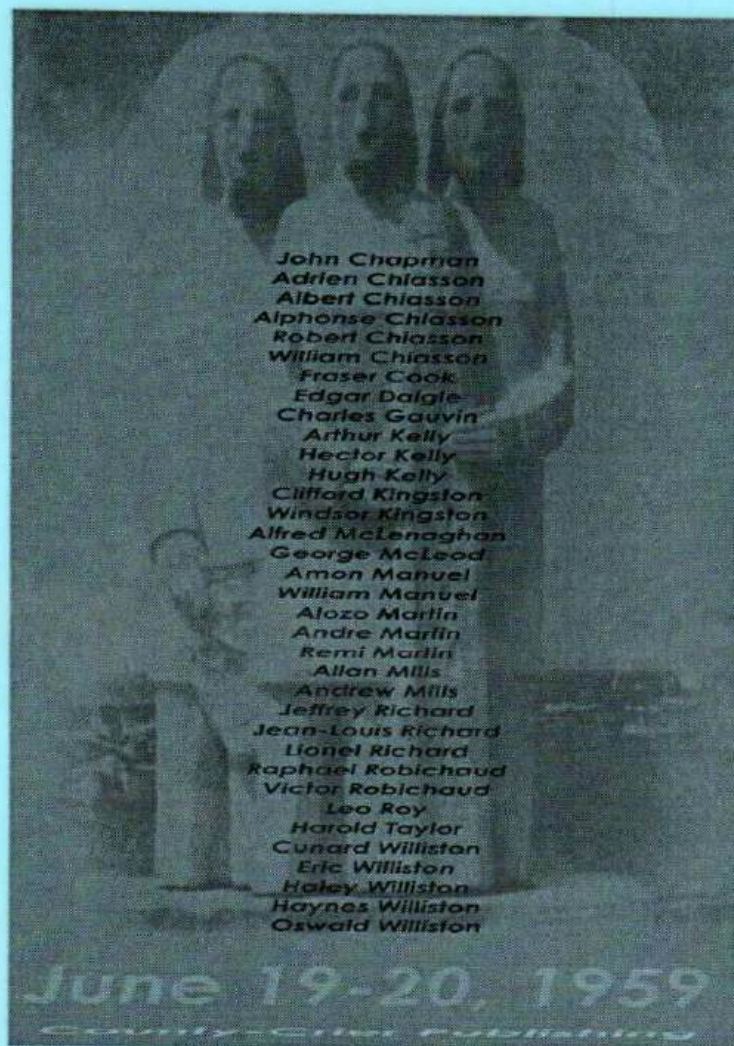 John Chapman
Adrien Chiasson
Albert Chiasson
Alphonse Chiasson
Robert Chiasson
William Chiasson
Fraser Cook
Edgar Daigle
Charles Gauvin
Arthur Kelly
Hector Kelly
Hugh Kelly
Clifford Kingston
Windsor Kingston
Alfred McLenaghan
George McLeod
Amon Manuel
William Manuel
Alozo Martin
Andre Martin
Remi Martin
Allan Mills
Andrew Mills
Jeffrey Richard
Jean-Louis Richard
Lionel Richard
Raphael Robichaud
Victor Robichaud
Leo Roy
Harold Taylor
Cunard Williston
Eric Williston
Haley Williston
Haynes Williston
Oswald Williston
June 19-20, 1959
Publishing